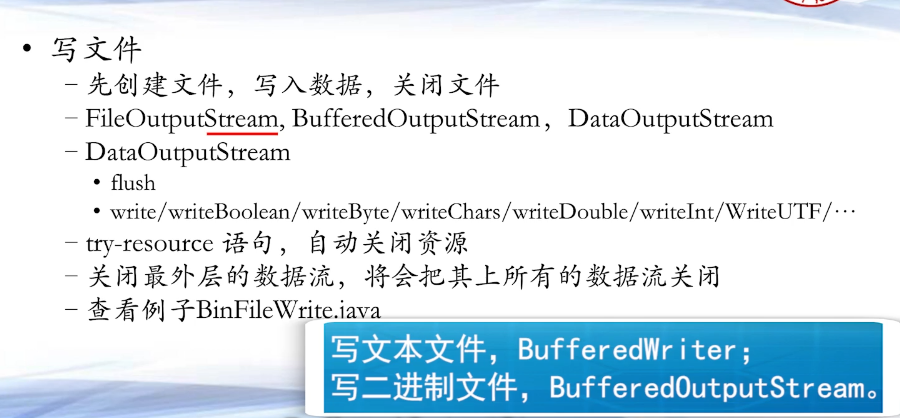 • 写文件
– 先创建文件，写入数据，关闭文件
– FileOutputStream, BufferedOutputStream，DataOutputStream
– DataOutputStream
• flush
• write/writeBoolean/writeByte/writeChars/writeDouble/writeInt/WriteUTF/…
– try-resource 语句，自动关闭资源
– 关闭最外层的数据流，将会把其上所有的数据流关闭
– 查看例子BinFileWrite.java
写文本文件，BufferedWriter；
写二进制文件，BufferedOutputStream。